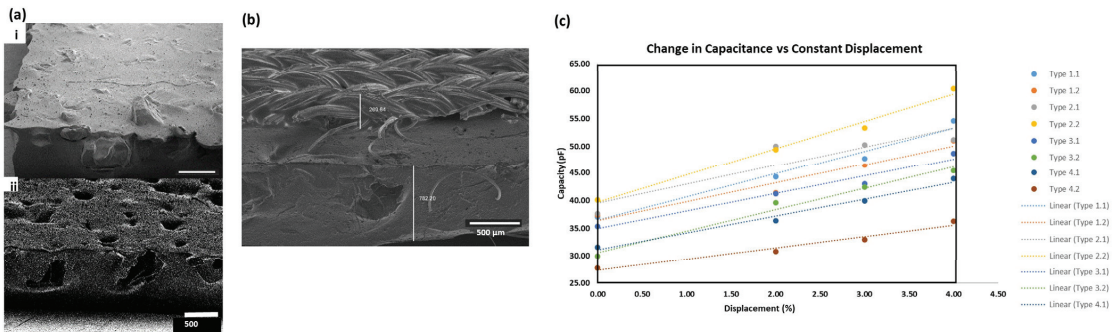 (a)
i
ii
500
(b)
269.84
782.20
500 µm
(c)
Change in Capacitance vs Constant Displacement
Capacity(pF)
65.00
60.00
55.00
50.00
45.00
40.00
35.00
30.00
25.00
0.00 0.50 1.00 1.50 2.00 2.50 3.00 3.50 4.00 4.50
Displacement (%)
Type 1.1
Type 1.2
Type 2.1
Type 2.2
Type 3.1
Type 3.2
Type 4.1
Type 4.2
Linear (Type 1.1)
Linear (Type 1.2)
Linear (Type 2.1)
Linear (Type 2.2)
Linear (Type 3.1)
Linear (Type 3.2)
Linear (Type 4.1)